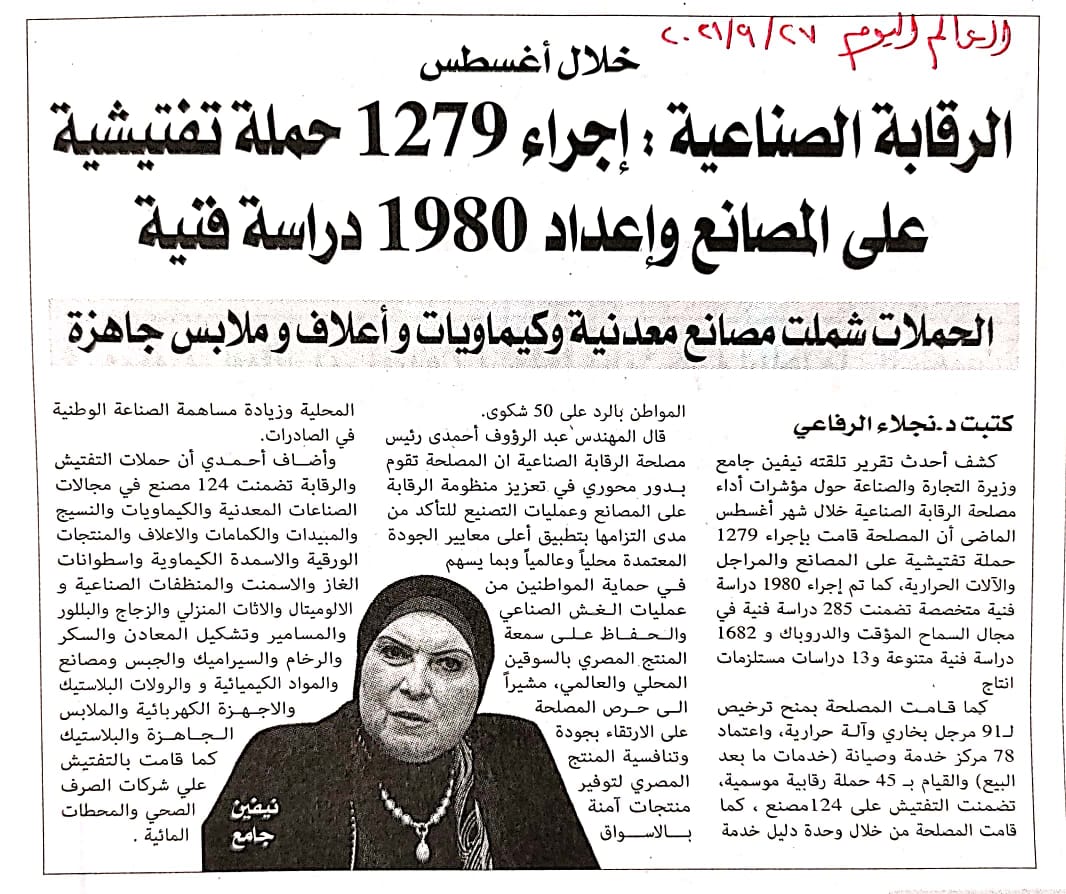 العالم اليوم ٢٠٢١/٩/٢٧
خلال أغسطس
الرقابة الصناعية : إجراء 1279 حملة تفتيشية
على المصانع وإعداد 1980 دراسة فنية
الحملات شملت مصانع معدنية وكيماويات و أعلاف و ملابس جاهزة
كتبت د.نجلاء الرفاعي
كشف أحدث تقرير تلقته نيفين جامع
وزيرة التجارة والصناعة حول مؤشرات أداء
مصلحة الرقابة الصناعية خلال شهر أغسطس
الماضى أن المصلحة قامت بإجراء 1279
حملة تفتيشية على المصانع والمراجل
والآلات الحرارية، كما تم إجراء 1980 دراسة
فنية متخصصة تضمنت 285 دراسة فنية في
مجال السماح المؤقت والدروباك و 1682
دراسة فنية متنوعة و13 دراسات مستلزمات
انتاج .
كما قامت المصلحة بمنح ترخيص
لـ91 مرجل بخاري وآلة حرارية، واعتماد
78 مركز خدمة وصيانة (خدمات ما بعد
البيع) والقيام بـ 45 حملة رقابية موسمية،
تضمنت التفتيش على 124مصنع ، كما
قامت المصلحة من خلال وحدة دليل خدمة
المواطن بالرد على 50 شكوى.
قال المهندس عبد الرؤوف أحمدى رئيس
مصلحة الرقابة الصناعية ان المصلحة تقوم
بدور محوري في تعزيز منظومة الرقابة
على المصانع وعمليات التصنيع للتأكد من
مدى التزامها بتطبيق أعلى معايير الجودة
المعتمدة محلياً وعالمياً وبما يسهم
فـي حماية المواطنين من
عمليات الغش الصناعي
والـحـفـاظ عـلـى سمعة
المنتج المصري بالسوقين
المحلي والعالمي، مشيراً
الـى حـرص المصلحة
على الارتقاء بجودة
وتنافسية المنتج
المصري لتوفير
منتجات آمنة
بـالاسـواق
المحلية وزيادة مساهمة الصناعة الوطنية
في الصادرات.
وأضـاف أحـمـدي أن حملات التفتيش
والرقابة تضمنت 124 مصنع في مجالات
الصناعات المعدنية والكيماويات والنسيج
والمبيدات والكمامات والاعلاف والمنتجات
الورقية والاسمدة الكيماوية واسطوانات
الغاز والاسمنت والمنظفات الصناعية و
الالوميتال والاثاث المنزلي والزجاج والبللور
والمسامير وتشكيل المعادن والسكر
والرخام والسيراميك والجبس ومصانع
والمواد الكيميائية و والرولات البلاستيك
والاجهـزة الكهربائية والملابس
الـجـاهـزة والبلاستيك
كما قامت بالتفتيش
علي شركات الصرف
الصحي والمحطات
المائية .
نيفين
جامع